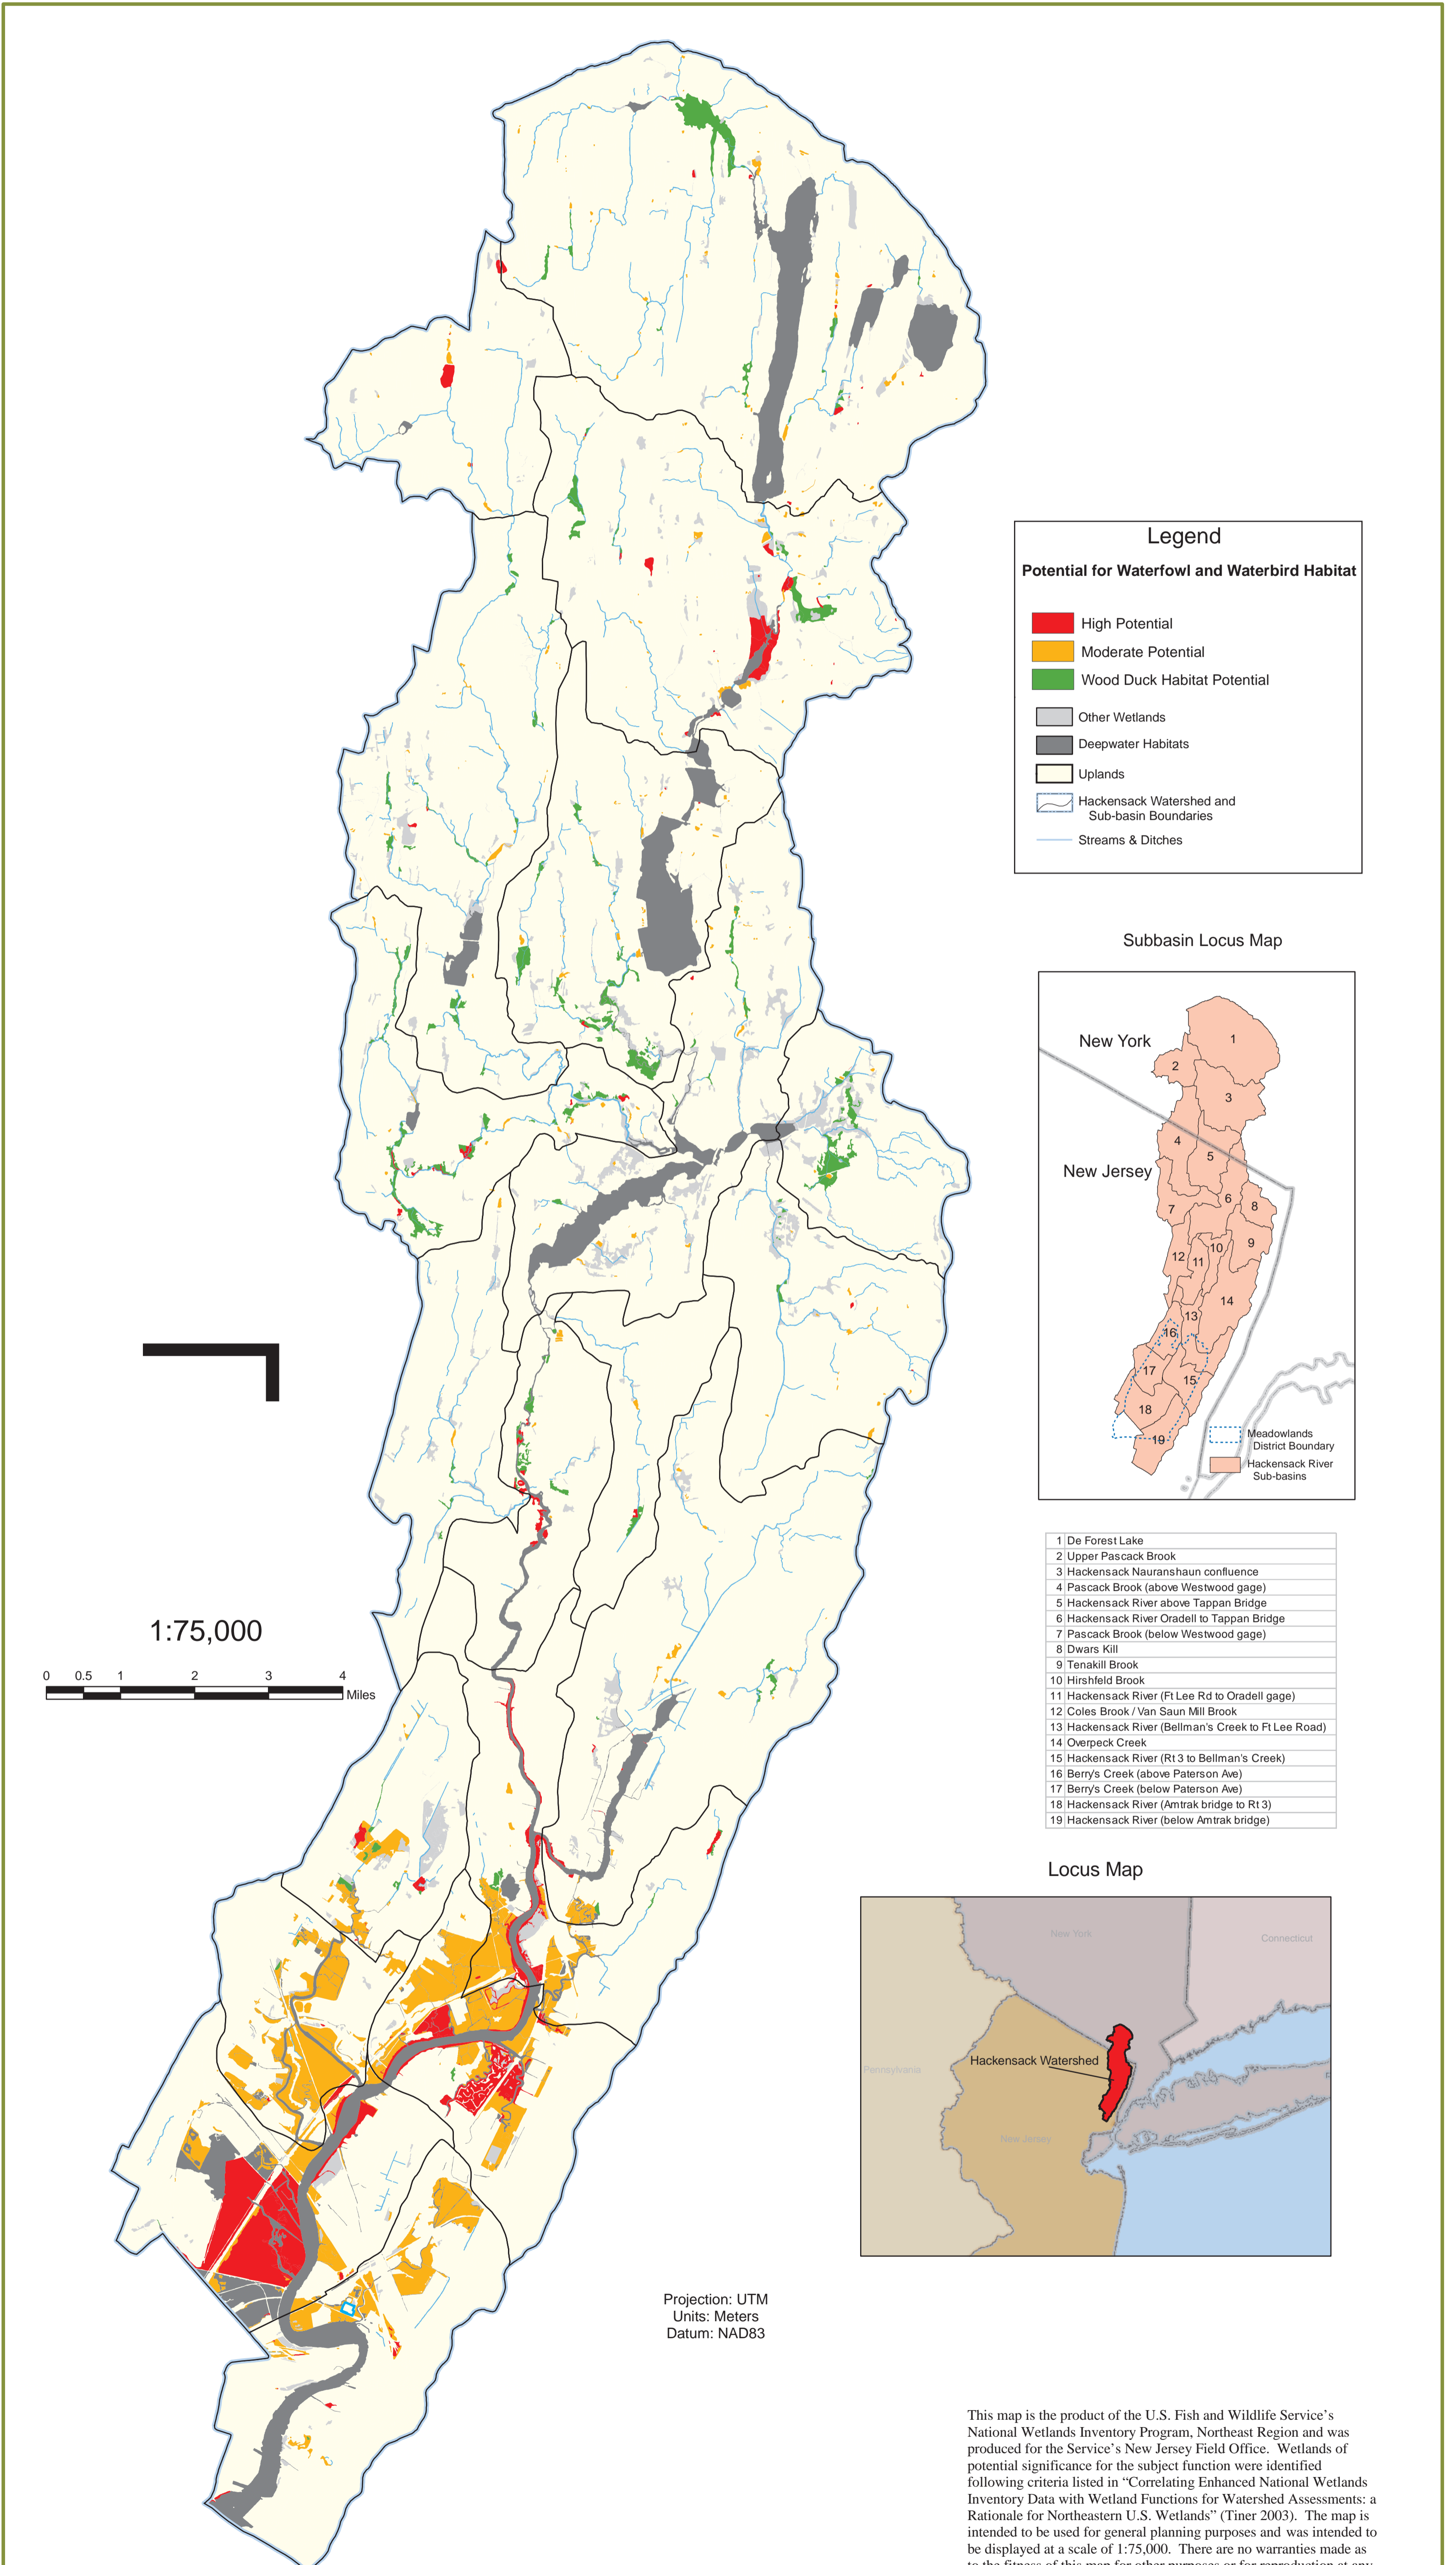 Legend
Potential for Waterfowl and Waterbird Habitat
High Potential
Moderate Potential
Wood Duck Habitat Potential
Other Wetlands
Deepwater Habitats
Uplands
Hackensack Watershed and
Sub-basin Boundaries
Streams & Ditches
Subbasin Locus Map
New York
New Jersey
1
2
3
4
5
6
7
8
9
10
11
12
13
14
15
16
17
18
19
Meadowlands
District Boundary
Hackensack River
Sub-basins
1 De Forest Lake
2 Upper Pascack Brook
3 Hackensack Nauranshaun confluence
4 Pascack Brook (above Westwood gage)
5 Hackensack River above Tappan Bridge
6 Hackensack River Oradell to Tappan Bridge
7 Pascack Brook (below Westwood gage)
8 Dwars Kill
9 Tenakill Brook
10 Hirshfeld Brook
11 Hackensack River (Ft Lee Rd to Oradell gage)
12 Coles Brook / Van Saun Mill Brook
13 Hackensack River (Bellman's Creek to Ft Lee Road)
14 Overpeck Creek
15 Hackensack River (Rt 3 to Bellman's Creek)
16 Berry's Creek (above Paterson Ave)
17 Berry's Creek (below Paterson Ave)
18 Hackensack River (Amtrak bridge to Rt 3)
19 Hackensack River (below Amtrak bridge)
1:75,000
0 0.5 1 2 3 4
Miles
Locus Map
New York
Connecticut
Pennsylvania
Hackensack Watershed
New Jersey
Projection: UTM
Units: Meters
Datum: NAD83
This map is the product of the U.S. Fish and Wildlife Service's
National Wetlands Inventory Program, Northeast Region and was
produced for the Service's New Jersey Field Office. Wetlands of
potential significance for the subject function were identified
following criteria listed in “Correlating Enhanced National Wetlands
Inventory Data with Wetland Functions for Watershed Assessments: a
Rationale for Northeastern U.S. Wetlands” (Tiner 2003). The map is
intended to be used for general planning purposes and was intended to
be displayed at a scale of 1:75,000. There are no warranties made as
to the fitness of this map for other purposes or for reproduction at any